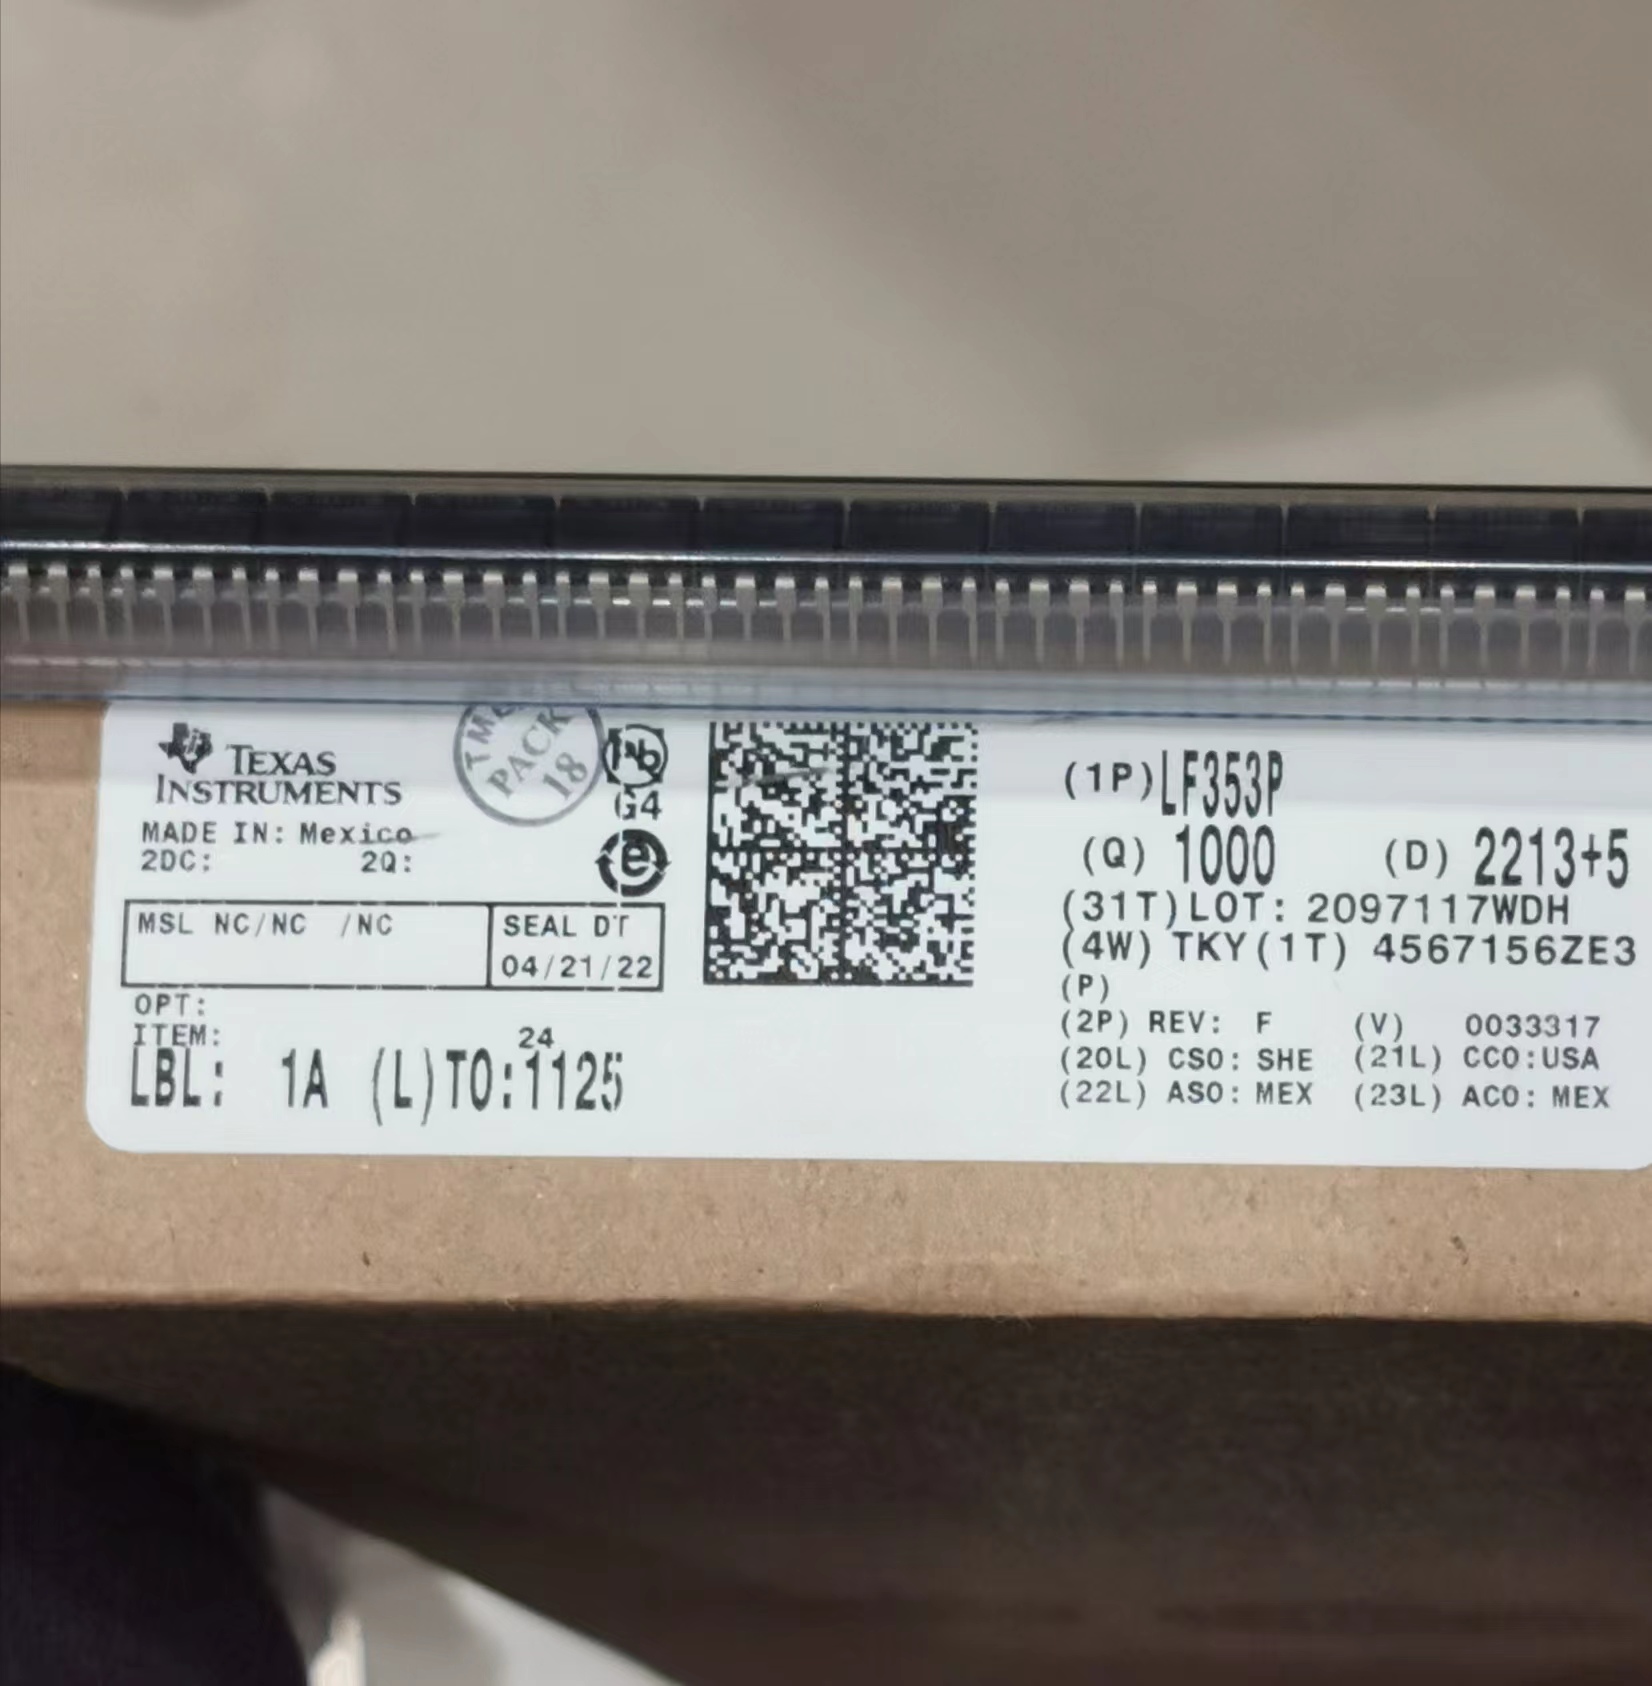 TEXAS
INSTRUMENTS
MADE IN: Mexico
2DC: 2Q:
MSL NC/NC /NC
SEAL DT
04/21/22
OPT:
ITEM:
24
LBL: 1A (L)TO:1125
PACK
18
Pb
G4
e
(1P)LF353P
(Q) 1000 (D) 2213+5
(31T)LOT: 2097117WDH
(4W) TKY(1T) 4567156ZE3
(P)
(2P) REV: F (V) 0033317
(20L) CSO: SHE (21L) CCO:USA
(22L) ASO: MEX (23L) ACO: MEX